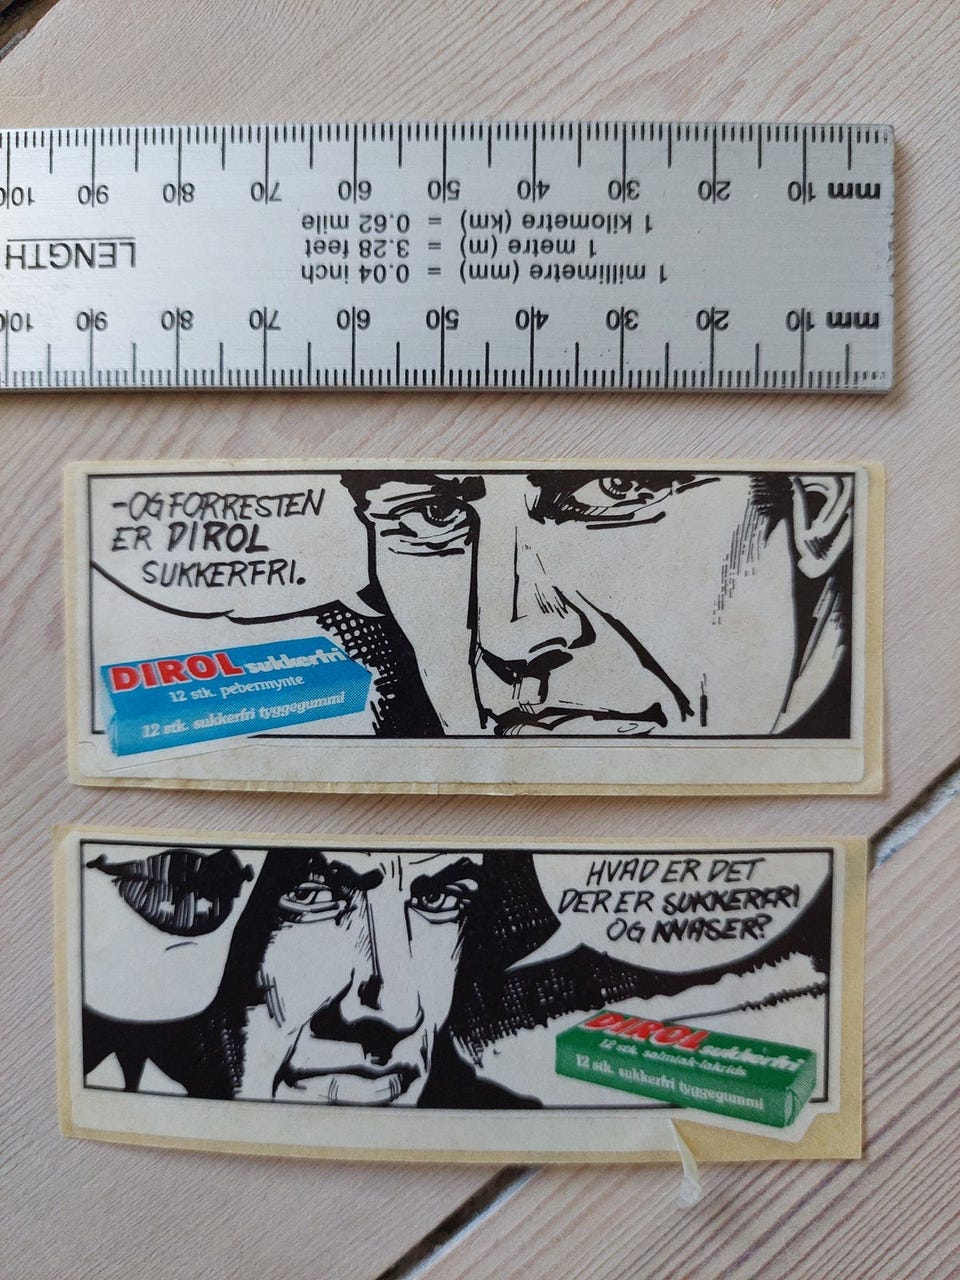 mm 10 20 30 40 50 60 70 80 90 100
1 millimetre (mm) = 0.04 inch
1 metre (m) = 3.28 feet
1 kilometre (km) = 0.62 mile
LENGTH
mm 10 20 30 40 50 60 70 80 90 100
-OG FORRESTEN
ER DIROL
SUKKERFRI.
DIROL sukkerfri
12 stk. pebermynte
12 stk. sukkerfri tyggegummi
HVAD ER DET
DER ER SUKKERFRI
OG KNASER?
DIROL sukkerfri
12 stk. salmiak-lakrids
12 stk. sukkerfri tyggegummi